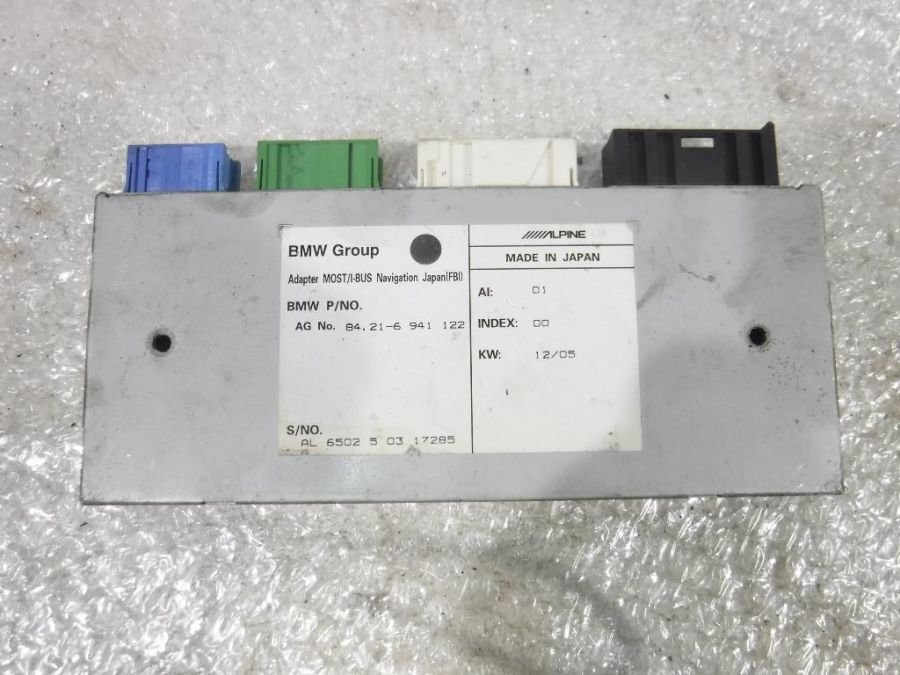 BMW Group
Adapter MOST/I-BUS Navigation Japan(FBI)
BMW P/NO.
AG No. 84.21-6 941 122
S/NO.
AL 6502 5 03 17285
ALPINE
MADE IN JAPAN
AI: 01
INDEX: 00
KW: 12/05